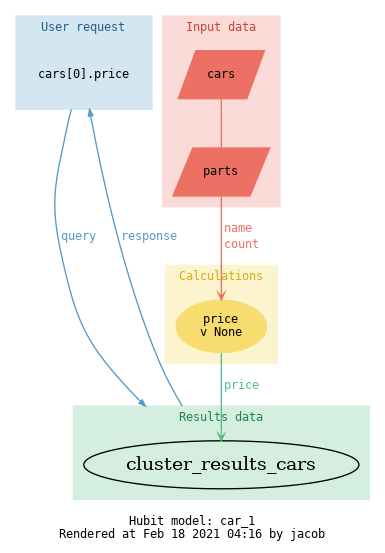 User request
cars[0].price
Input data
cars
parts
query
response
name
count
Calculations
price
v None
price
Results data
cluster_results_cars
Hubit model: car_1
Rendered at Feb 18 2021 04:16 by jacob